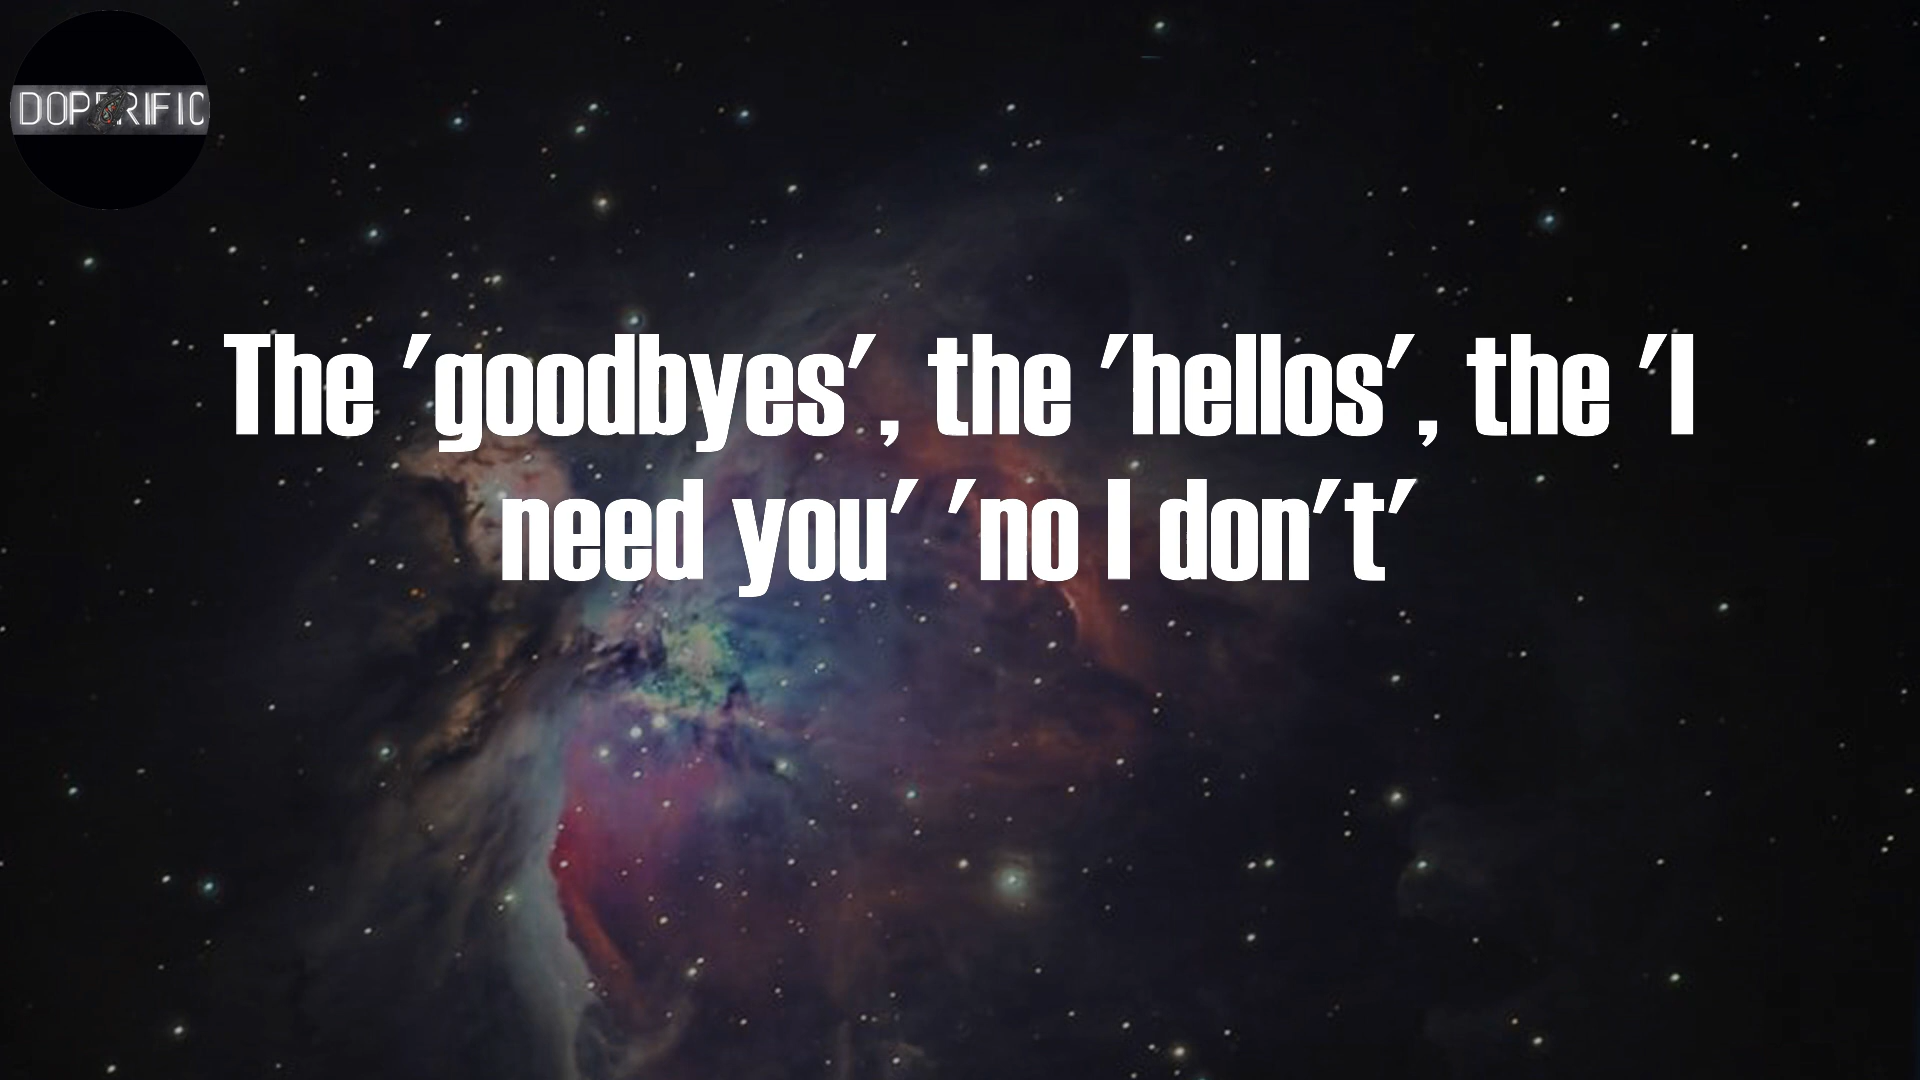 DOPERIFIC
The 'goodbyes', the 'hellos', the 'I
need you' 'no I don't'